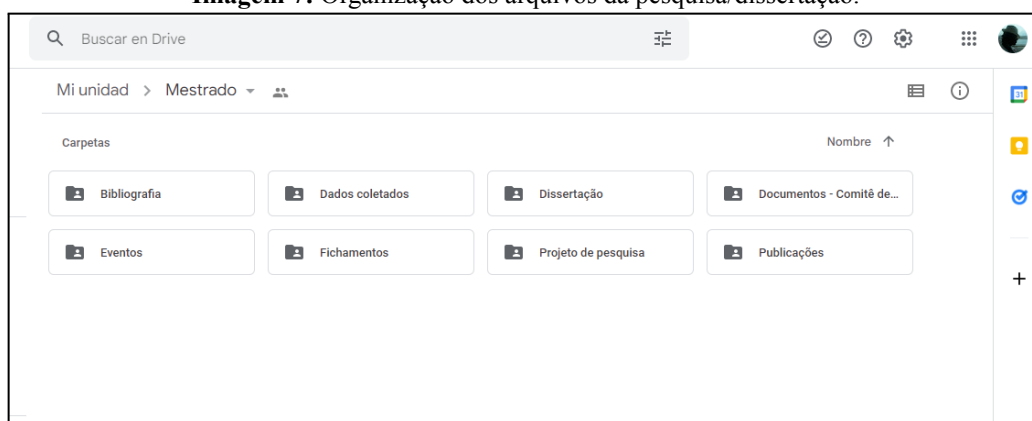 Imagem 7: Organização dos arquivos da pesquisa/dissertação.
Buscar en Drive
Mi unidad > Mestrado
Carpetas Nombre ↑
Bibliografia Dados coletados Dissertação Documentos - Comitê de...
Eventos Fichamentos Projeto de pesquisa Publicações
31